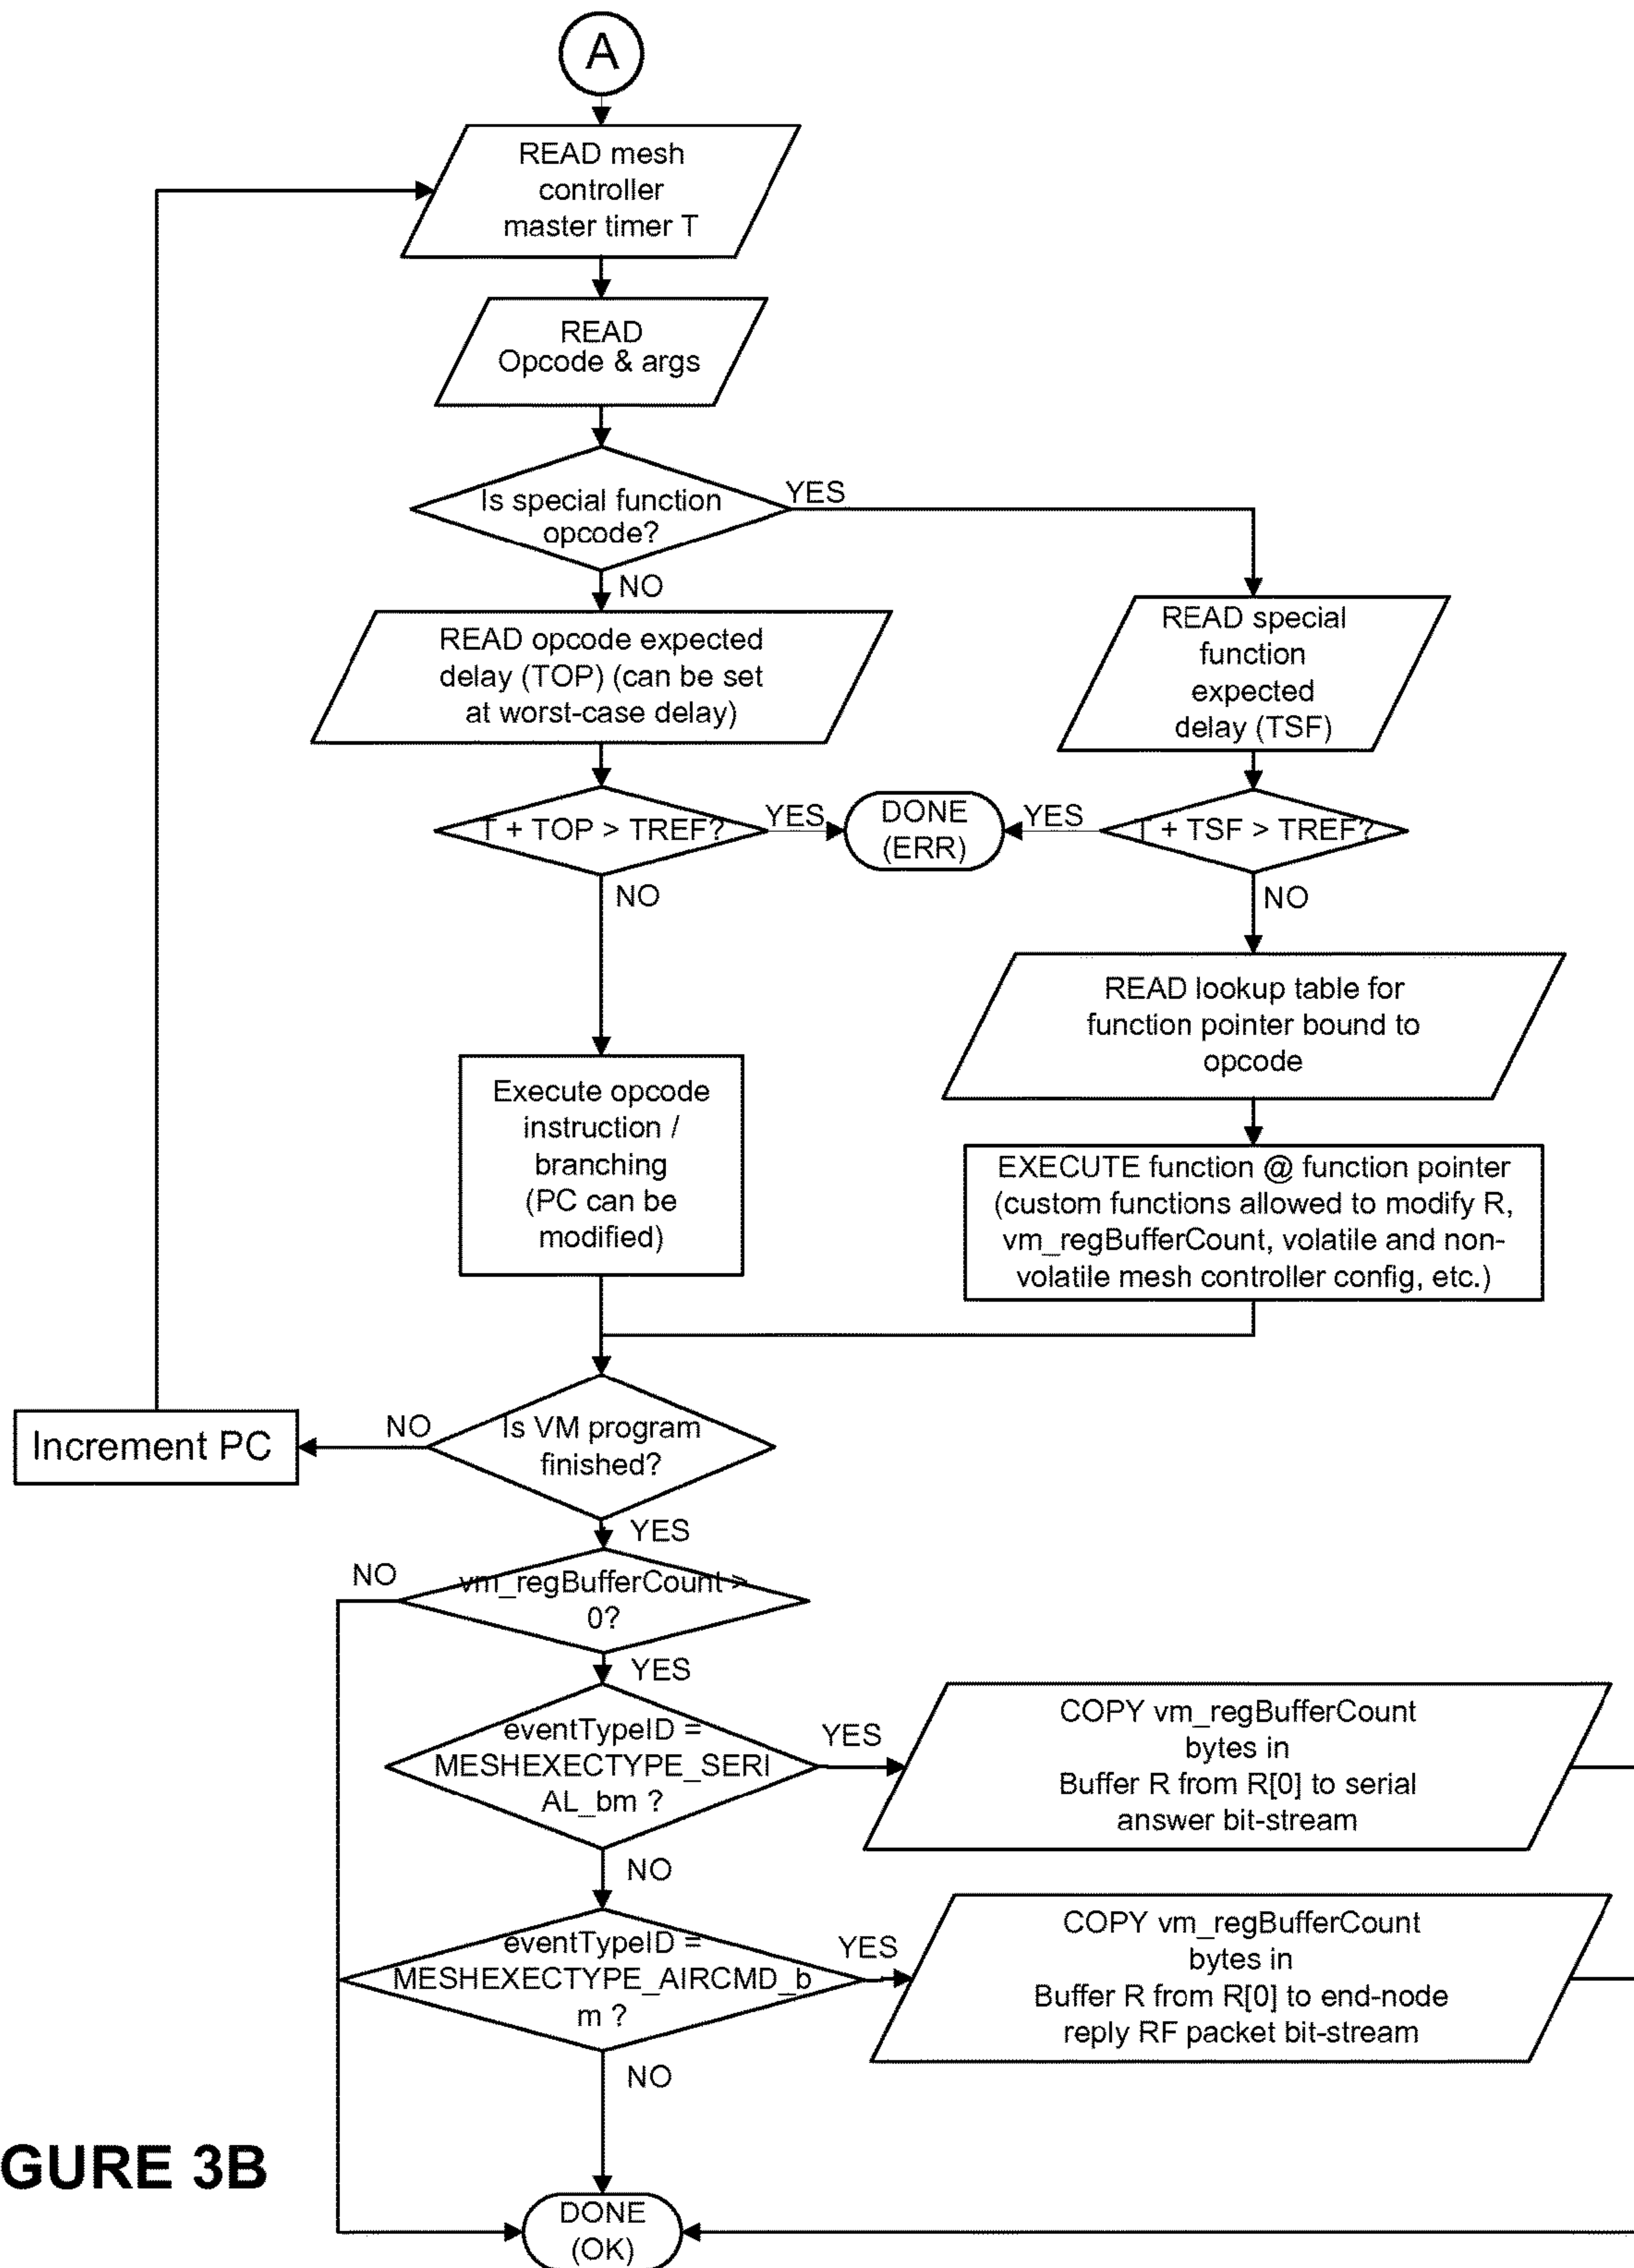 A
READ mesh
controller
master timer T
READ
Opcode & args
Is special function
opcode?
YES
NO
READ opcode expected
delay (TOP) (can be set
at worst-case delay)
READ special
function
expected
delay (TSF)
T + TOP > TREF?
YES
DONE
(ERR)
YES
T + TSF > TREF?
NO
NO
READ lookup table for
function pointer bound to
opcode
Execute opcode
instruction /
branching
(PC can be
modified)
EXECUTE function @ function pointer
(custom functions allowed to modify R,
vm_regBufferCount, volatile and non-
volatile mesh controller config, etc.)
Increment PC
NO
Is VM program
finished?
YES
NO
vm_regBufferCount >
0?
YES
eventTypeID =
MESHEXECTYPE_SERI
AL_bm ?
YES
COPY vm_regBufferCount
bytes in
Buffer R from R[0] to serial
answer bit-stream
NO
eventTypeID =
MESHEXECTYPE_AIRCMD_b
m ?
YES
COPY vm_regBufferCount
bytes in
Buffer R from R[0] to end-node
reply RF packet bit-stream
NO
GURE 3B
DONE
(OK)